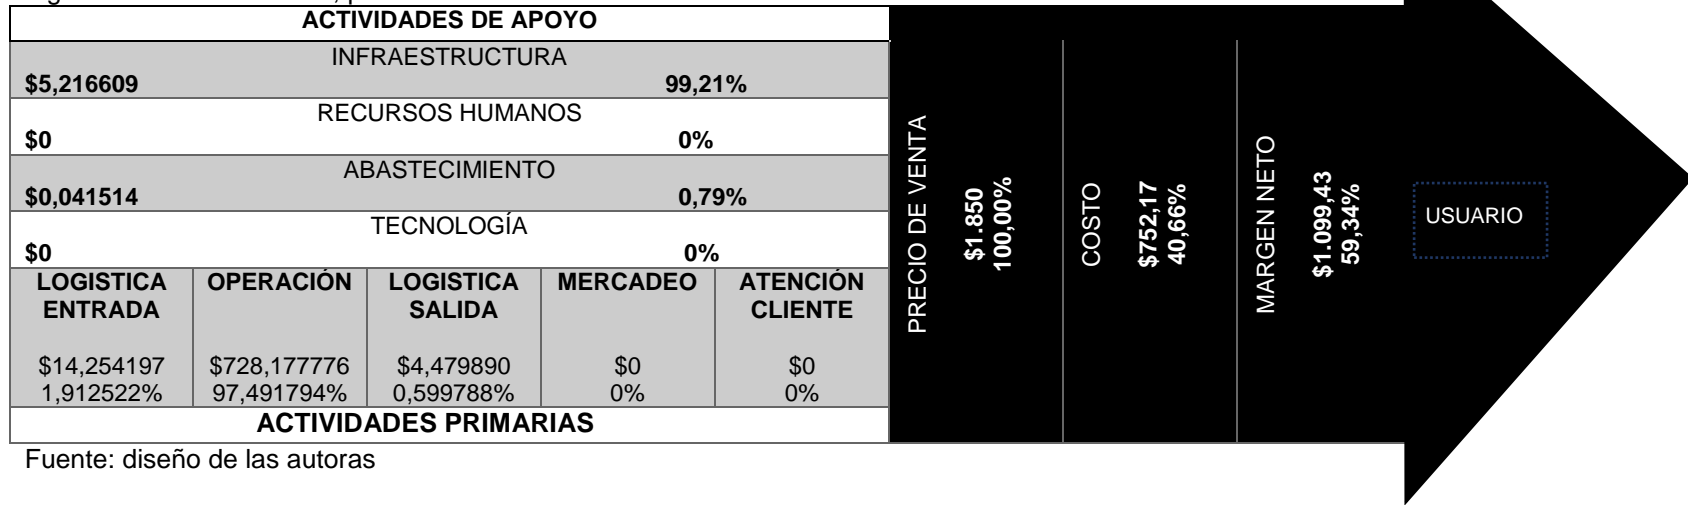 ACTIVIDADES DE APOYO
INFRAESTRUCTURA
$5,216609 99,21%
RECURSOS HUMANOS
$0 0%
ABASTECIMIENTO
$0,041514 0,79%
TECNOLOGÍA
$0 0%
LOGISTICA ENTRADA
$14,254197
1,912522%
OPERACIÓN
$728,177776
97,491794%
LOGISTICA SALIDA
$4,479890
0,599788%
MERCADEO
$0
0%
ATENCIÓN CLIENTE
$0
0%
ACTIVIDADES PRIMARIAS
PRECIO DE VENTA
$1.850
100,00%
COSTO
$752,17
40,66%
MARGEN NETO
$1.099,43
59,34%
USUARIO
Fuente: diseño de las autoras